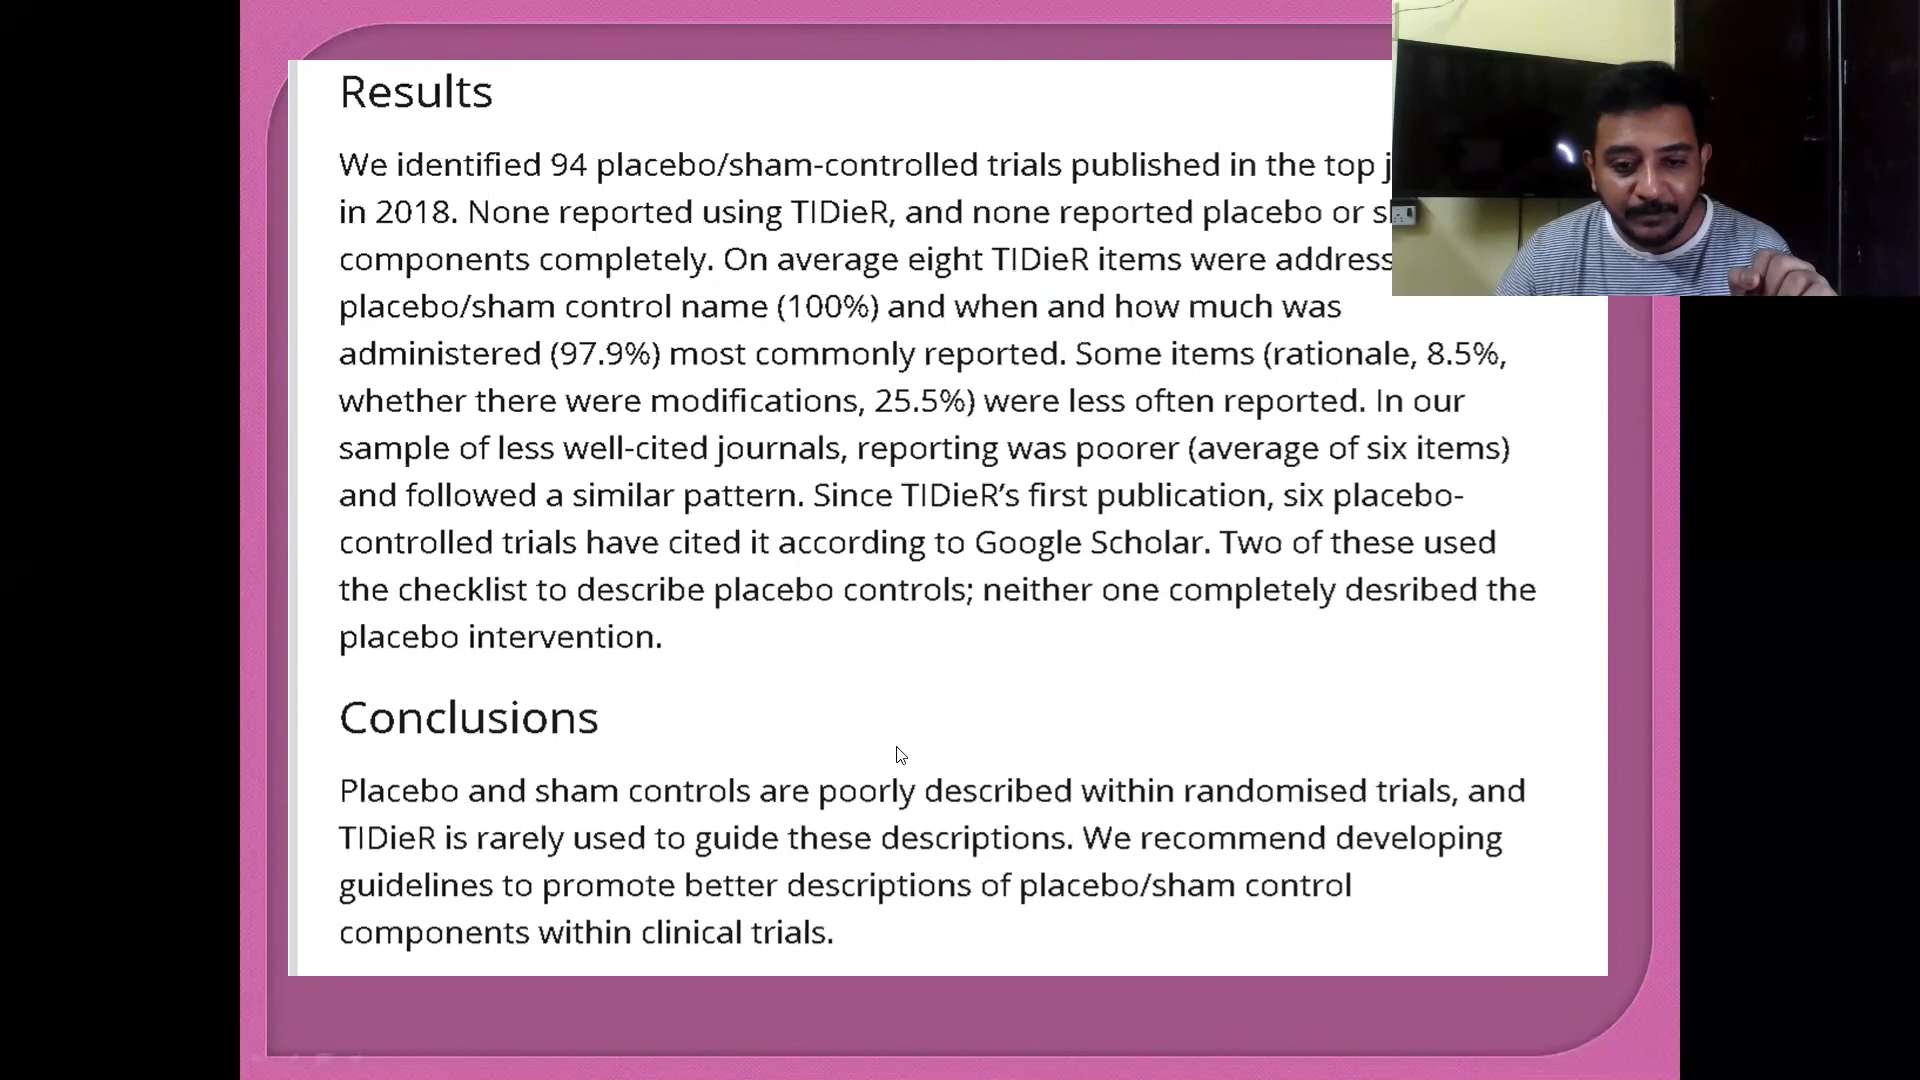 Results
We identified 94 placebo/sham-controlled trials published in the top
in 2018. None reported using TIDieR, and none reported placebo or
components completely. On average eight TIDieR items were
placebo/sham control name (100%) and when and how much was
administered (97.9%) most commonly reported. Some items (rationale, 8.5%,
whether there were modifications, 25.5%) were less often reported. In our
sample of less well-cited journals, reporting was poorer (average of six items)
and followed a similar pattern. Since TIDieR’s first publication, six placebo-
controlled trials have cited it according to Google Scholar. Two of these used
the checklist to describe placebo controls; neither one completely desribed the
placebo intervention.
Conclusions
Placebo and sham controls are poorly described within randomised trials, and
TIDieR is rarely used to guide these descriptions. We recommend developing
guidelines to promote better descriptions of placebo/sham control
components within clinical trials.